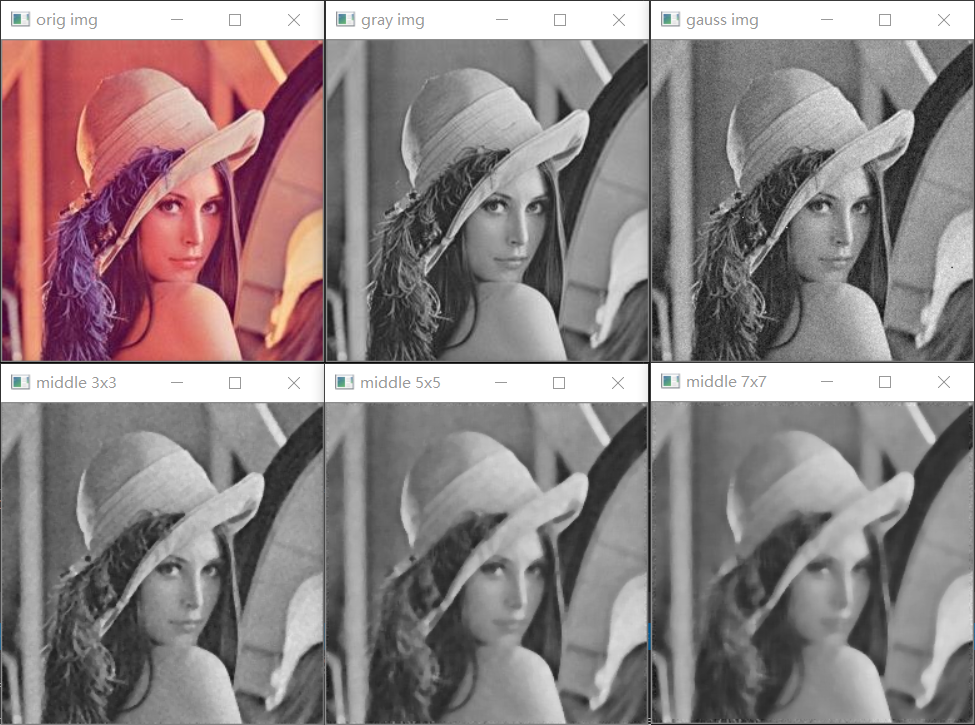 orig img
gray img
gauss img
middle 3x3
middle 5x5
middle 7x7